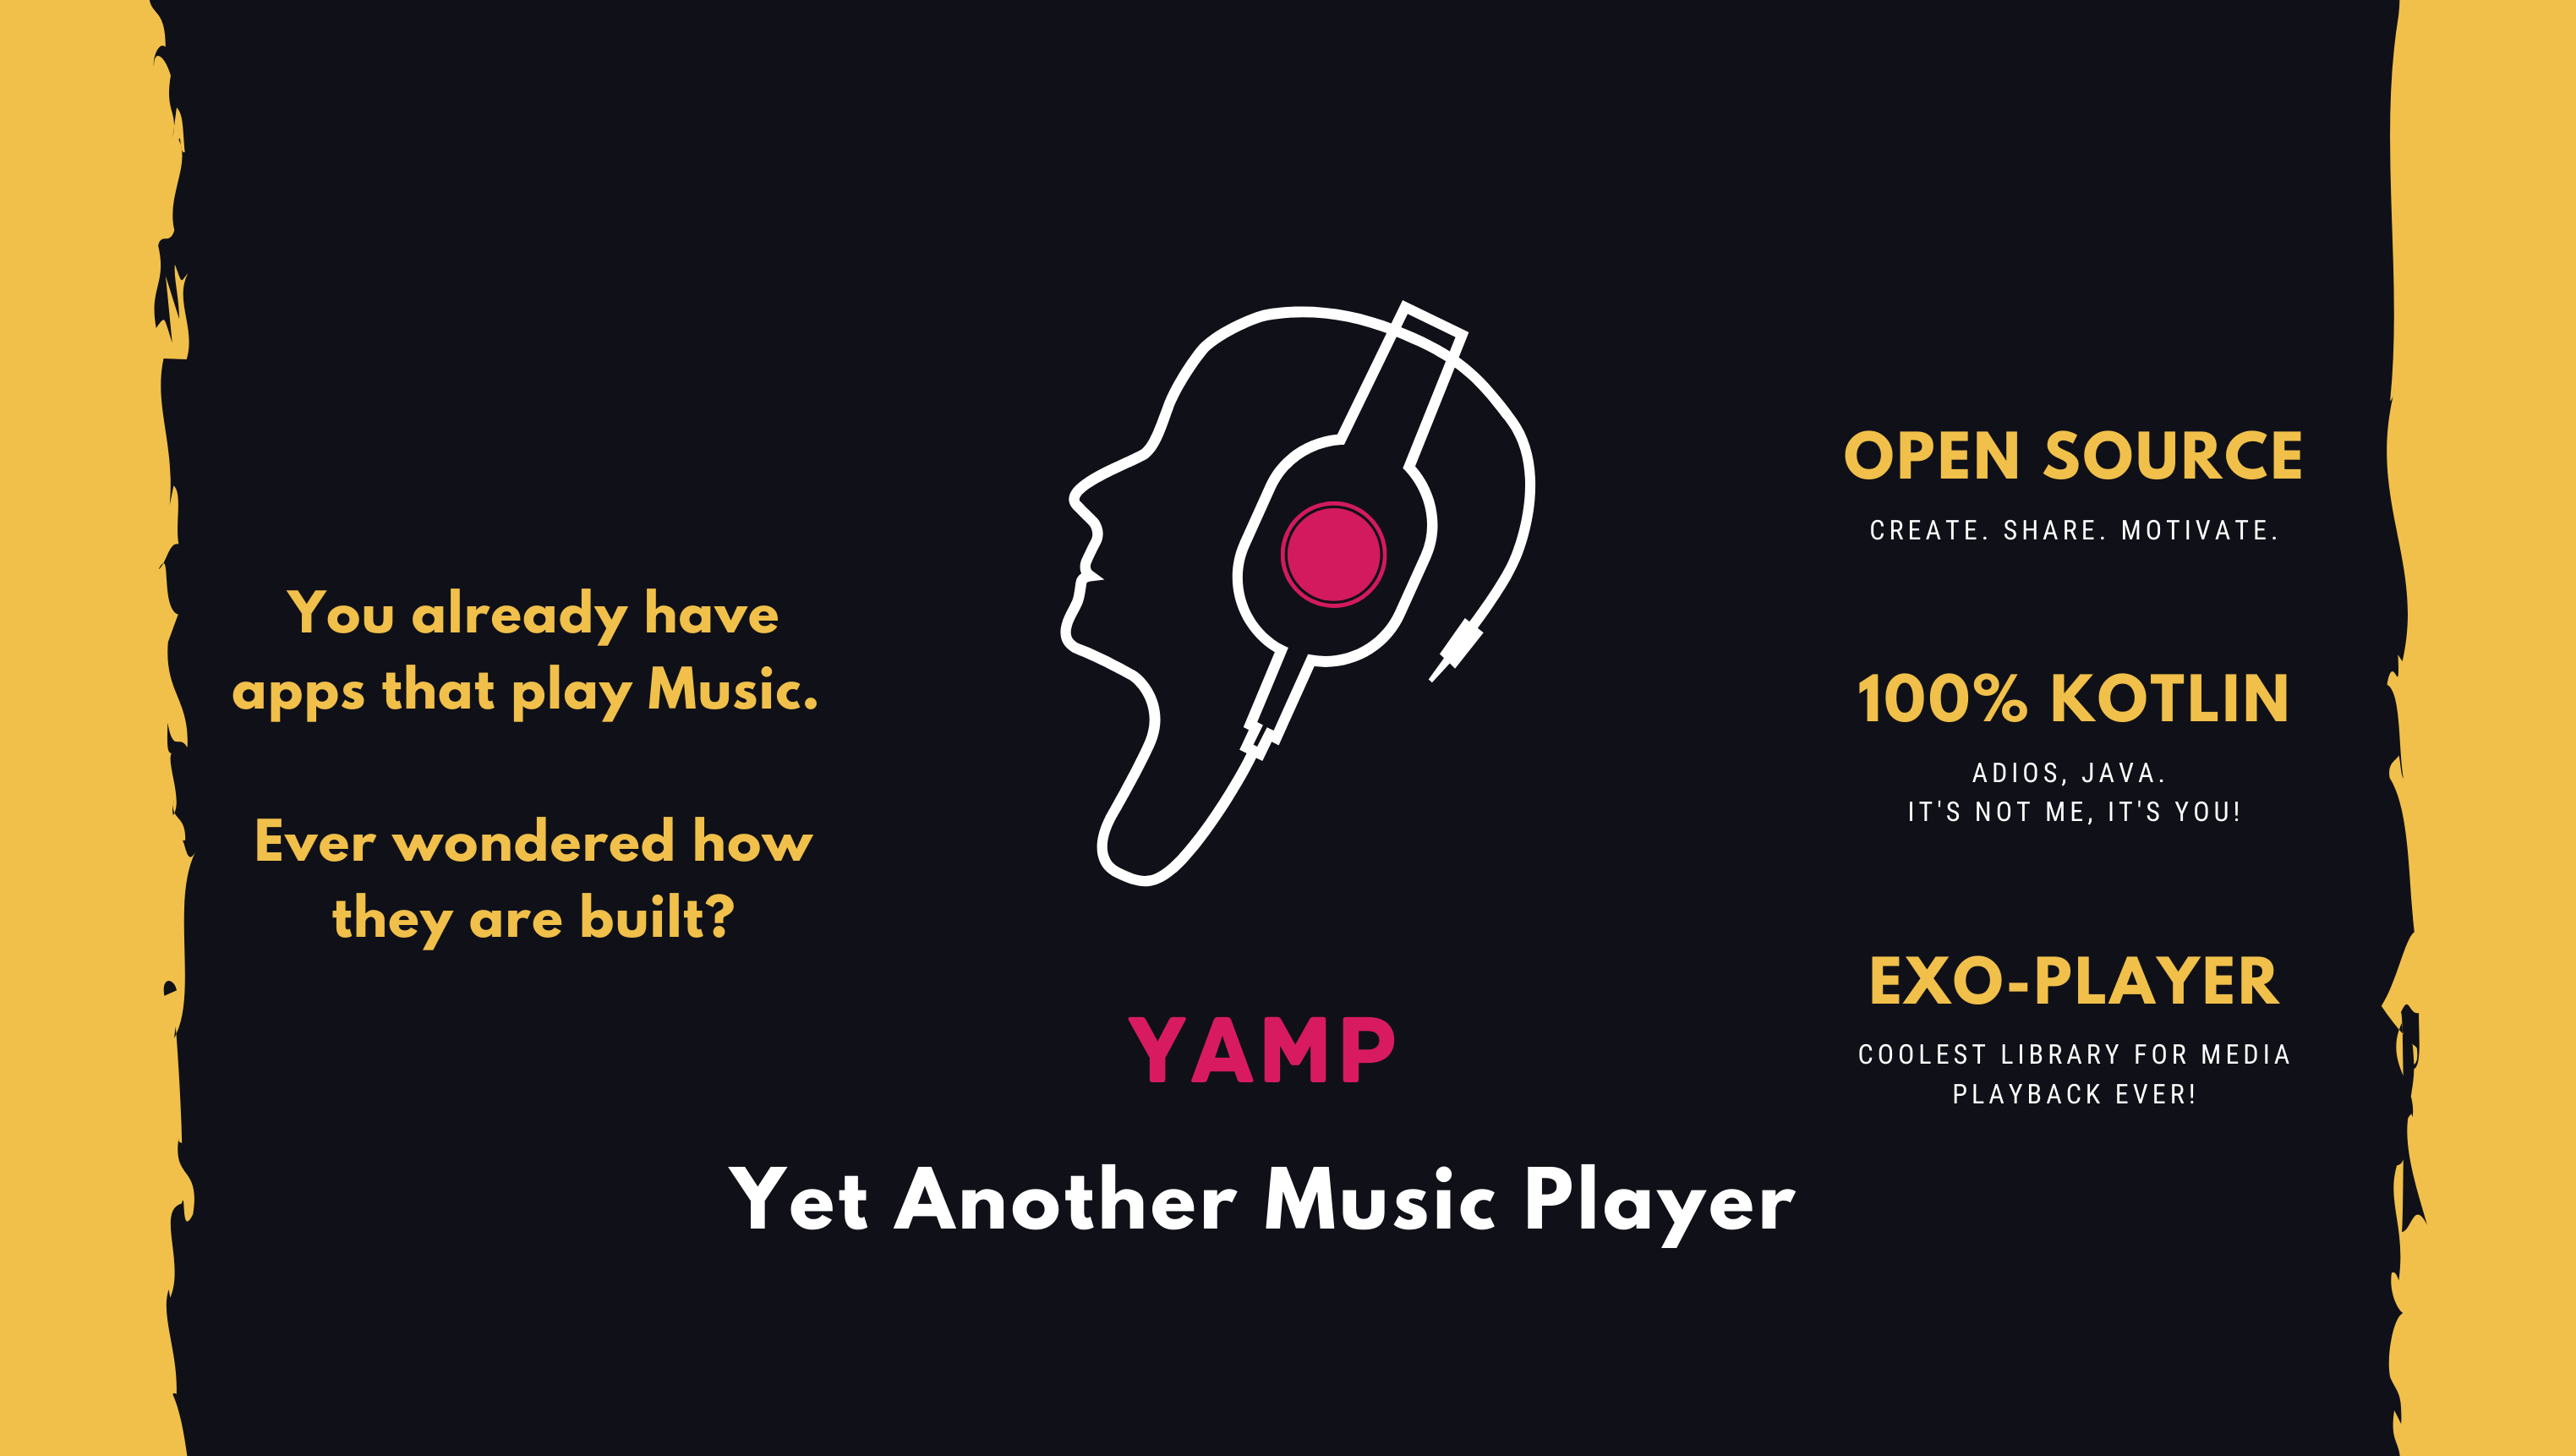 You already have
apps that play Music.
Ever wondered how
they are built?
YAMP
Yet Another Music Player
OPEN SOURCE
CREATE. SHARE. MOTIVATE.
100% KOTLIN
ADIOS, JAVA.
IT'S NOT ME, IT'S YOU!
EXO-PLAYER
COOLEST LIBRARY FOR MEDIA
PLAYBACK EVER!